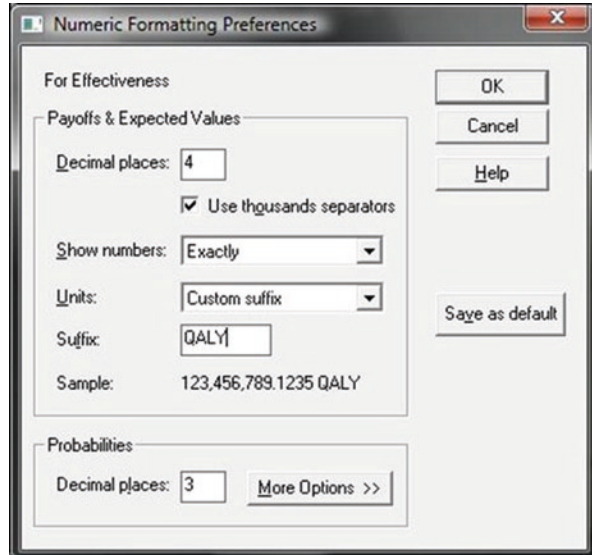 Numeric Formatting Preferences
For Effectiveness
OK
Payoffs & Expected Values
Cancel
Decimal places: 4
Help
Use thousands separators
Show numbers: Exactly
Units: Custom suffix
Save as default
Suffix: QALY
Sample: 123,456,789.1235 QALY
Probabilities
Decimal places: 3 More Options >>